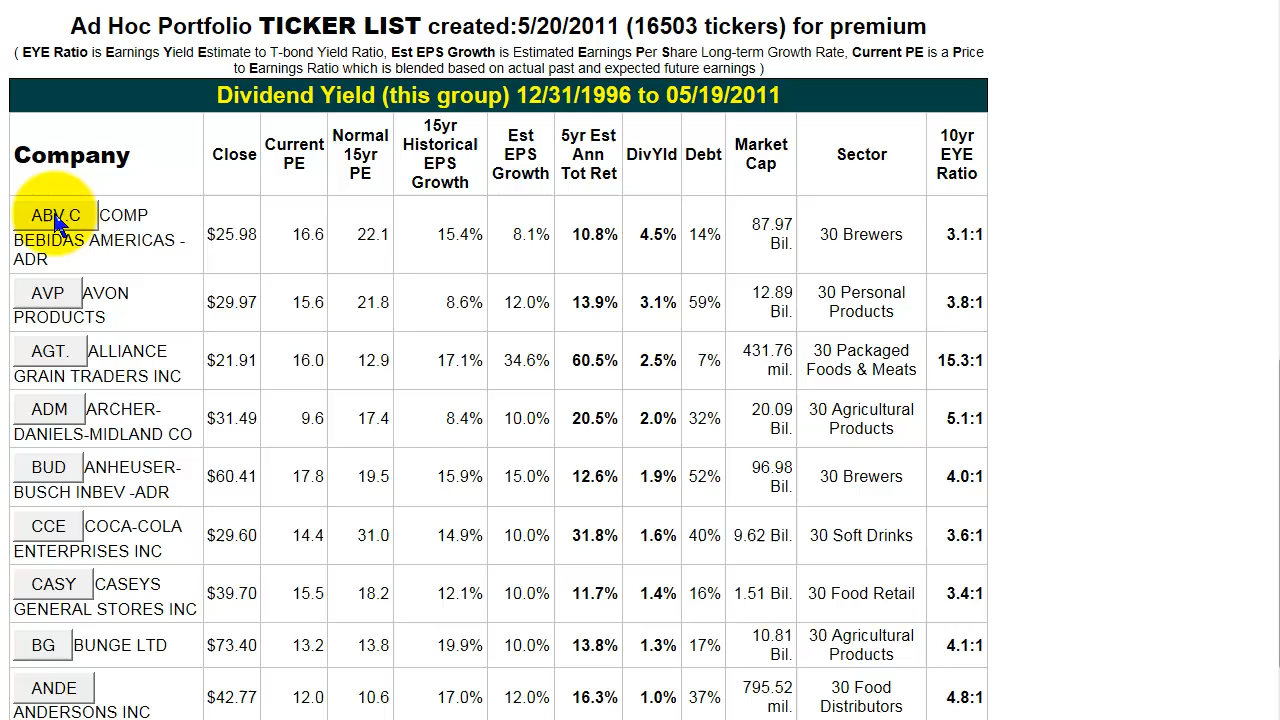 Ad Hoc Portfolio TICKER LIST created:5/20/2011 (16503 tickers) for premium
( EYE Ratio is Earnings Yield Estimate to T-bond Yield Ratio, Est EPS Growth is Estimated Earnings Per Share Long-term Growth Rate, Current PE is a Price
to Earnings Ratio which is blended based on actual past and expected future earnings )
Dividend Yield (this group) 12/31/1996 to 05/19/2011
Company Close Current PE Normal 15yr PE 15yr Historical EPS Growth Est EPS Growth 5yr Est Ann Tot Ret DivYld Debt Market Cap Sector 10yr EYE Ratio
ABV.C COMP BEBIDAS AMERICAS - ADR $25.98 16.6 22.1 15.4% 8.1% 10.8% 4.5% 14% 87.97 Bil. 30 Brewers 3.1:1
AVP AVON PRODUCTS $29.97 15.6 21.8 8.6% 12.0% 13.9% 3.1% 59% 12.89 Bil. 30 Personal Products 3.8:1
AGT. ALLIANCE GRAIN TRADERS INC $21.91 16.0 12.9 17.1% 34.6% 60.5% 2.5% 7% 431.76 mil. 30 Packaged Foods & Meats 15.3:1
ADM ARCHER-DANIELS-MIDLAND CO $31.49 9.6 17.4 8.4% 10.0% 20.5% 2.0% 32% 20.09 Bil. 30 Agricultural Products 5.1:1
BUD ANHEUSER-BUSCH INBEV -ADR $60.41 17.8 19.5 15.9% 15.0% 12.6% 1.9% 52% 96.98 Bil. 30 Brewers 4.0:1
CCE COCA-COLA ENTERPRISES INC $29.60 14.4 31.0 14.9% 10.0% 31.8% 1.6% 40% 9.62 Bil. 30 Soft Drinks 3.6:1
CASY CASEYS GENERAL STORES INC $39.70 15.5 18.2 12.1% 10.0% 11.7% 1.4% 16% 1.51 Bil. 30 Food Retail 3.4:1
BG BUNGE LTD $73.40 13.2 13.8 19.9% 10.0% 13.8% 1.3% 17% 10.81 Bil. 30 Agricultural Products 4.1:1
ANDE ANDERSONS INC $42.77 12.0 10.6 17.0% 12.0% 16.3% 1.0% 37% 795.52 mil. 30 Food Distributors 4.8:1